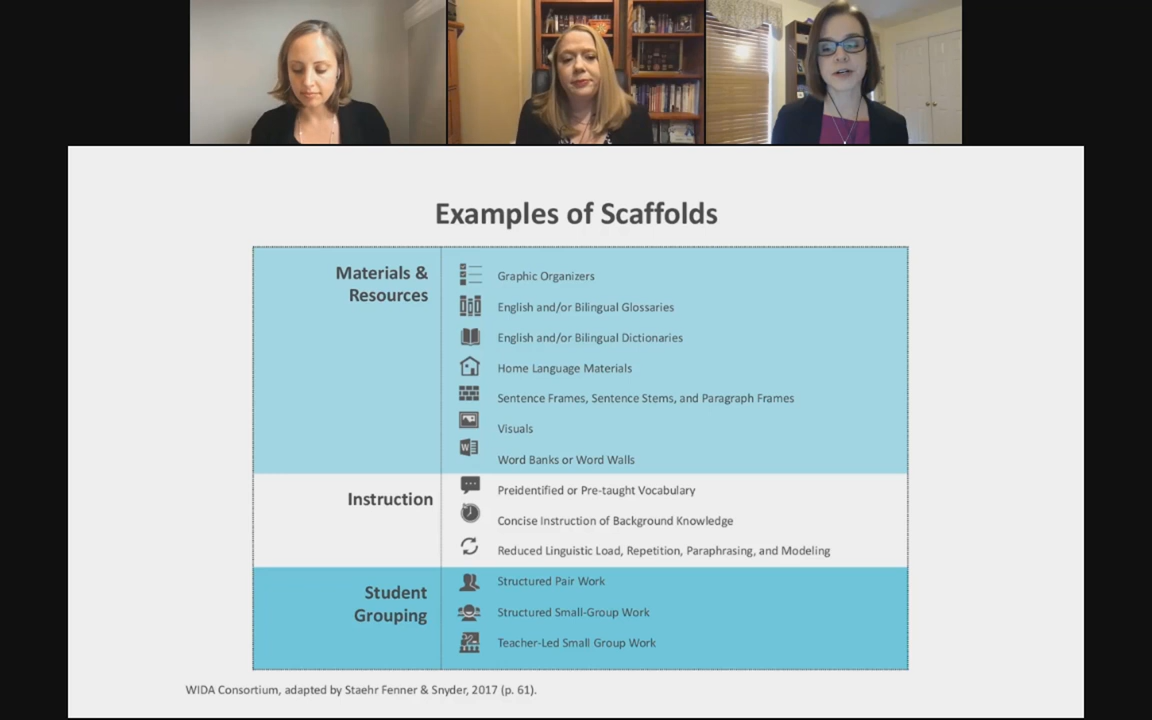 Examples of Scaffolds
Materials &
Resources
Graphic Organizers
English and/or Bilingual Glossaries
English and/or Bilingual Dictionaries
Home Language Materials
Sentence Frames, Sentence Stems, and Paragraph Frames
Visuals
Word Banks or Word Walls
Instruction
Preidentified or Pre-taught Vocabulary
Concise Instruction of Background Knowledge
Reduced Linguistic Load, Repetition, Paraphrasing, and Modeling
Student
Grouping
Structured Pair Work
Structured Small-Group Work
Teacher-Led Small Group Work
WIDA Consortium, adapted by Staehr Fenner & Snyder, 2017 (p. 61).